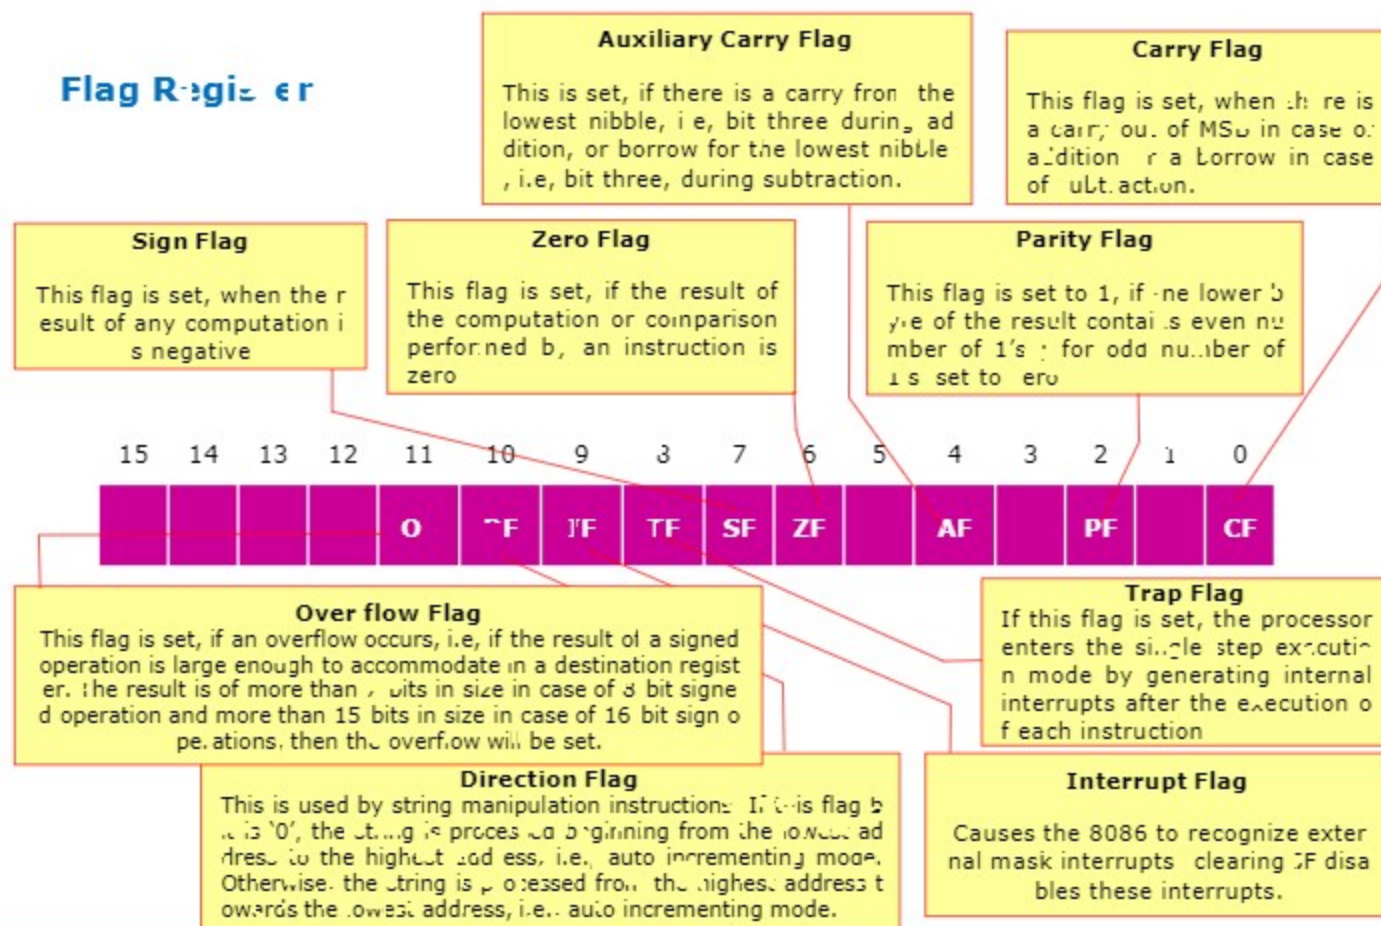 Flag Register
Auxiliary Carry Flag
This is set, if there is a carry from the
lowest nibble, i e, bit three during ad
dition, or borrow for the lowest nibble
, i.e, bit three, during subtraction.
Carry Flag
This flag is set, when there is
a carry out of MSB in case of
addition or a borrow in case
of subtraction.
Sign Flag
This flag is set, when the r
esult of any computation i
s negative
Zero Flag
This flag is set, if the result of
the computation or comparison
performed by an instruction is
zero
Parity Flag
This flag is set to 1, if the lower b
yte of the result contains even nu
mber of 1's ; for odd number of
1's set to zero
15 14 13 12 11 10 9 8 7 6 5 4 3 2 1 0
O DF IF TF SF ZF AF PF CF
Over flow Flag
This flag is set, if an overflow occurs, i.e, if the result of a signed
operation is large enough to accommodate in a destination regist
er. The result is of more than 7 bits in size in case of 8 bit signe
d operation and more than 15 bits in size in case of 16 bit sign o
perations, then the overflow will be set.
Trap Flag
If this flag is set, the processor
enters the single step executio
n mode by generating internal
interrupts after the execution o
f each instruction
Direction Flag
This is used by string manipulation instructions. If this flag b
it is '0', the string is processed beginning from the lowest ad
dress to the highest address, i.e., auto incrementing mode.
Otherwise, the string is processed from the highest address t
owards the lowest address, i.e., auto incrementing mode.
Interrupt Flag
Causes the 8086 to recognize exter
nal mask interrupts clearing IF disa
bles these interrupts.